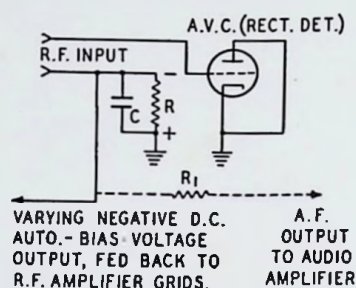 A.V.C. (RECT. DET.)
R.F. INPUT
C
R
−
+
R1
VARYING NEGATIVE D.C.
AUTO.-BIAS VOLTAGE
OUTPUT, FED BACK TO
R.F. AMPLIFIER GRIDS.
A.F.
OUTPUT
TO AUDIO
AMPLIFIER